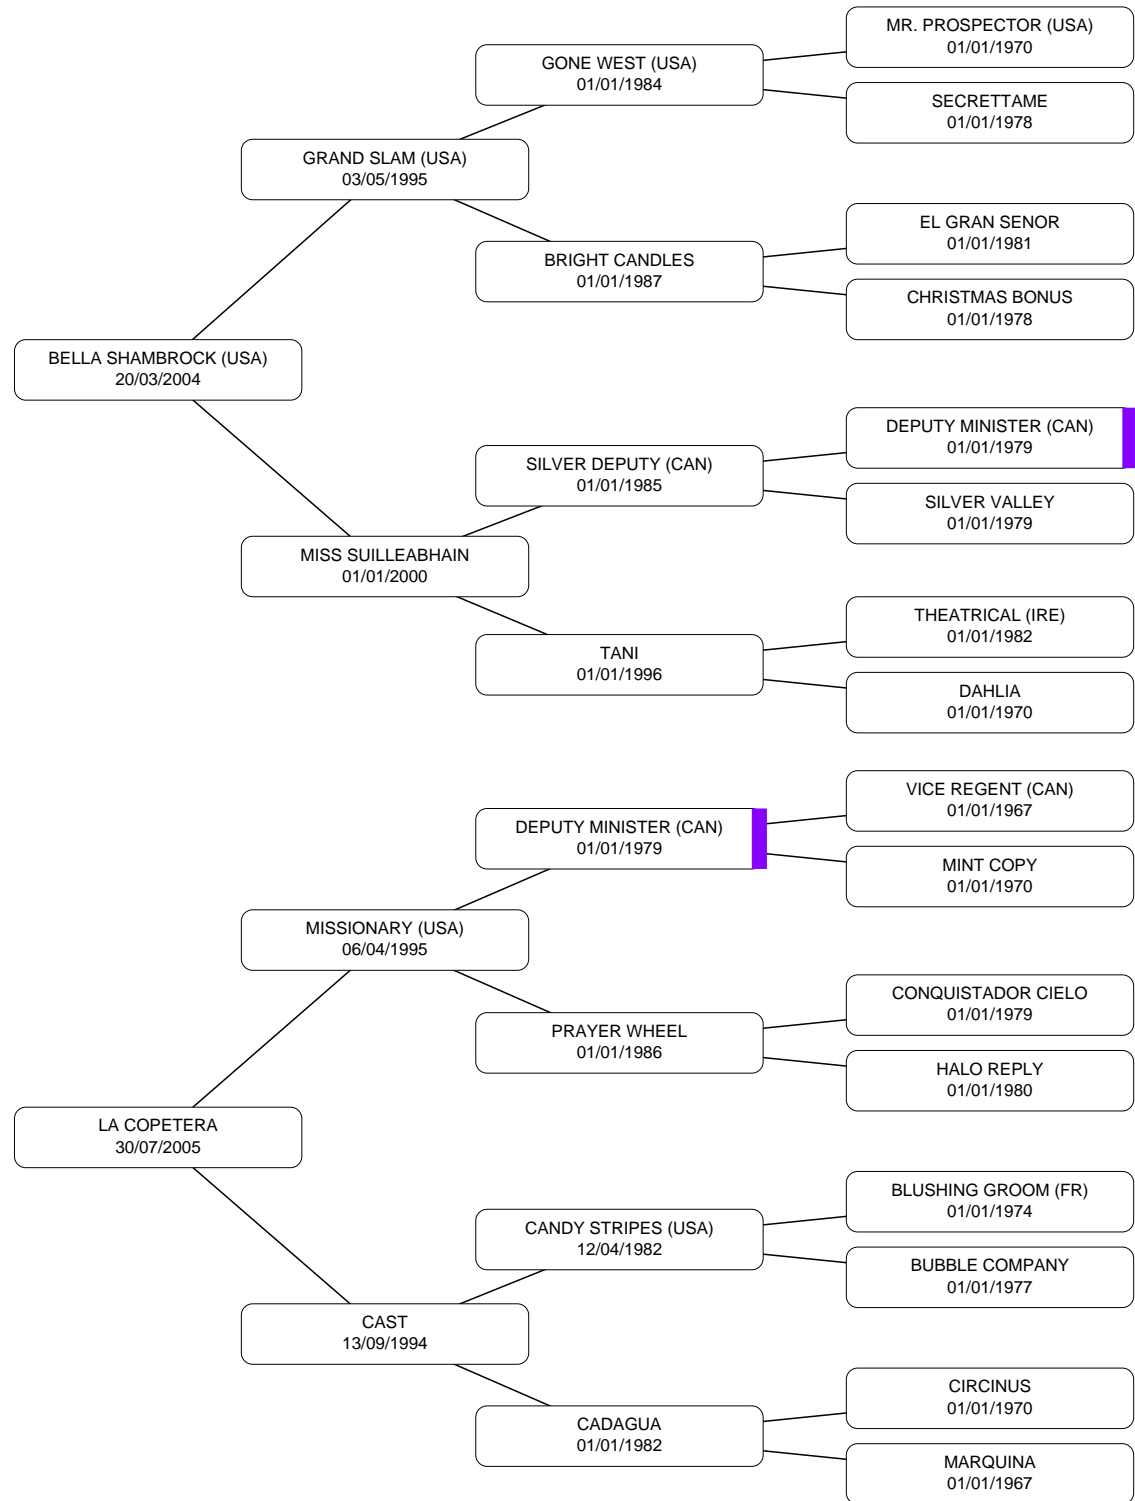 MR. PROSPECTOR (USA)
01/01/1970
GONE WEST (USA)
01/01/1984
SECRETTAME
01/01/1978
GRAND SLAM (USA)
03/05/1995
EL GRAN SENOR
01/01/1981
BRIGHT CANDLES
01/01/1987
CHRISTMAS BONUS
01/01/1978
BELLA SHAMBROCK (USA)
20/03/2004
DEPUTY MINISTER (CAN)
01/01/1979
SILVER DEPUTY (CAN)
01/01/1985
SILVER VALLEY
01/01/1979
MISS SUILLEABHAIN
01/01/2000
THEATRICAL (IRE)
01/01/1982
TANI
01/01/1996
DAHLIA
01/01/1970
VICE REGENT (CAN)
01/01/1967
DEPUTY MINISTER (CAN)
01/01/1979
MINT COPY
01/01/1970
MISSIONARY (USA)
06/04/1995
CONQUISTADOR CIELO
01/01/1979
PRAYER WHEEL
01/01/1986
HALO REPLY
01/01/1980
LA COPETERA
30/07/2005
BLUSHING GROOM (FR)
01/01/1974
CANDY STRIPES (USA)
12/04/1982
BUBBLE COMPANY
01/01/1977
CAST
13/09/1994
CIRCINUS
01/01/1970
CADAGUA
01/01/1982
MARQUINA
01/01/1967